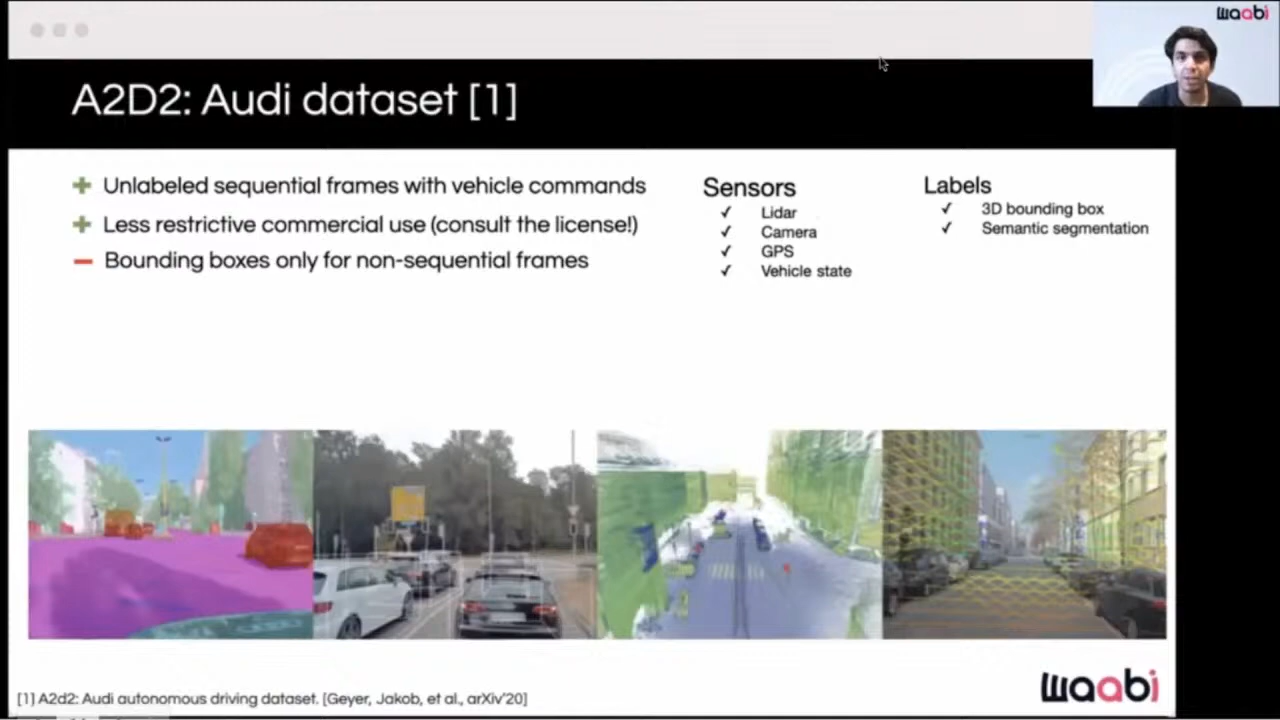 waabi
A2D2: Audi dataset [1]
Unlabeled sequential frames with vehicle commands
Less restrictive commercial use (consult the license!)
Bounding boxes only for non-sequential frames
Sensors
✓ Lidar
✓ Camera
✓ GPS
✓ Vehicle state
Labels
✓ 3D bounding box
✓ Semantic segmentation
waabi
[1] A2d2: Audi autonomous driving dataset. [Geyer, Jakob, et al., arXiv'20]